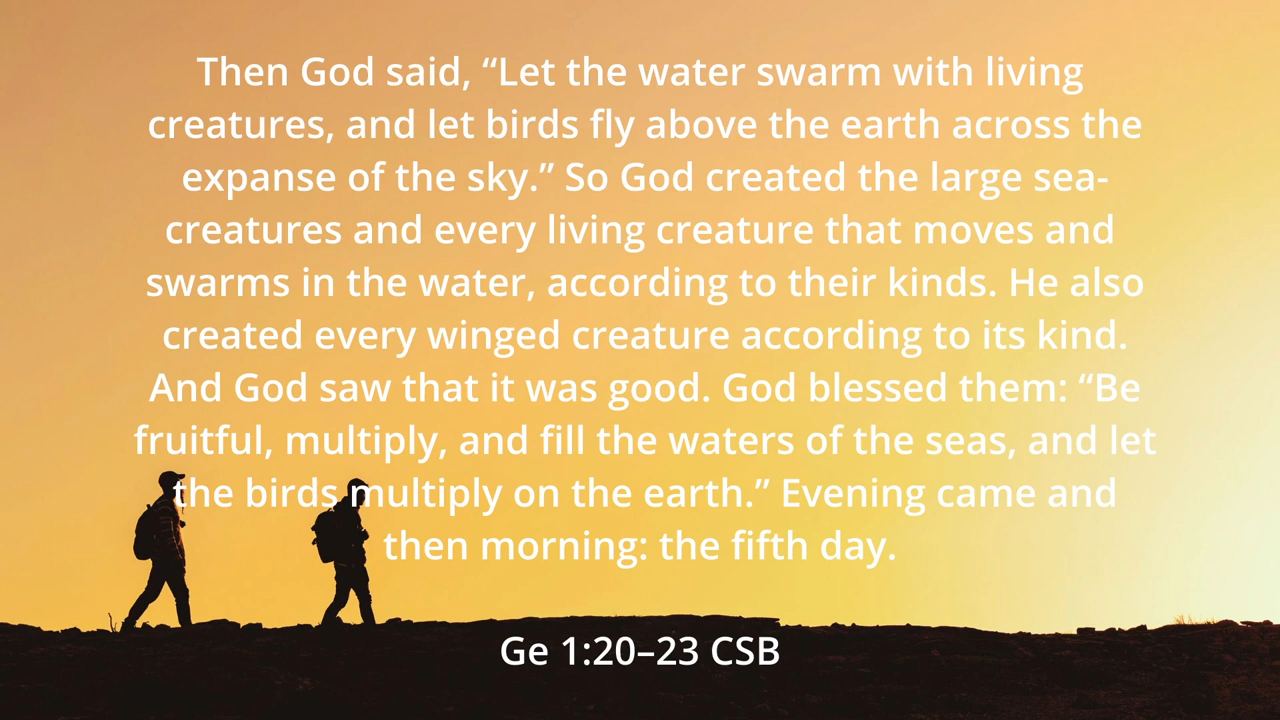 Then God said, “Let the water swarm with living
creatures, and let birds fly above the earth across the
expanse of the sky.” So God created the large sea-
creatures and every living creature that moves and
swarms in the water, according to their kinds. He also
created every winged creature according to its kind.
And God saw that it was good. God blessed them: “Be
fruitful, multiply, and fill the waters of the seas, and let
the birds multiply on the earth.” Evening came and
then morning: the fifth day.
Ge 1:20–23 CSB